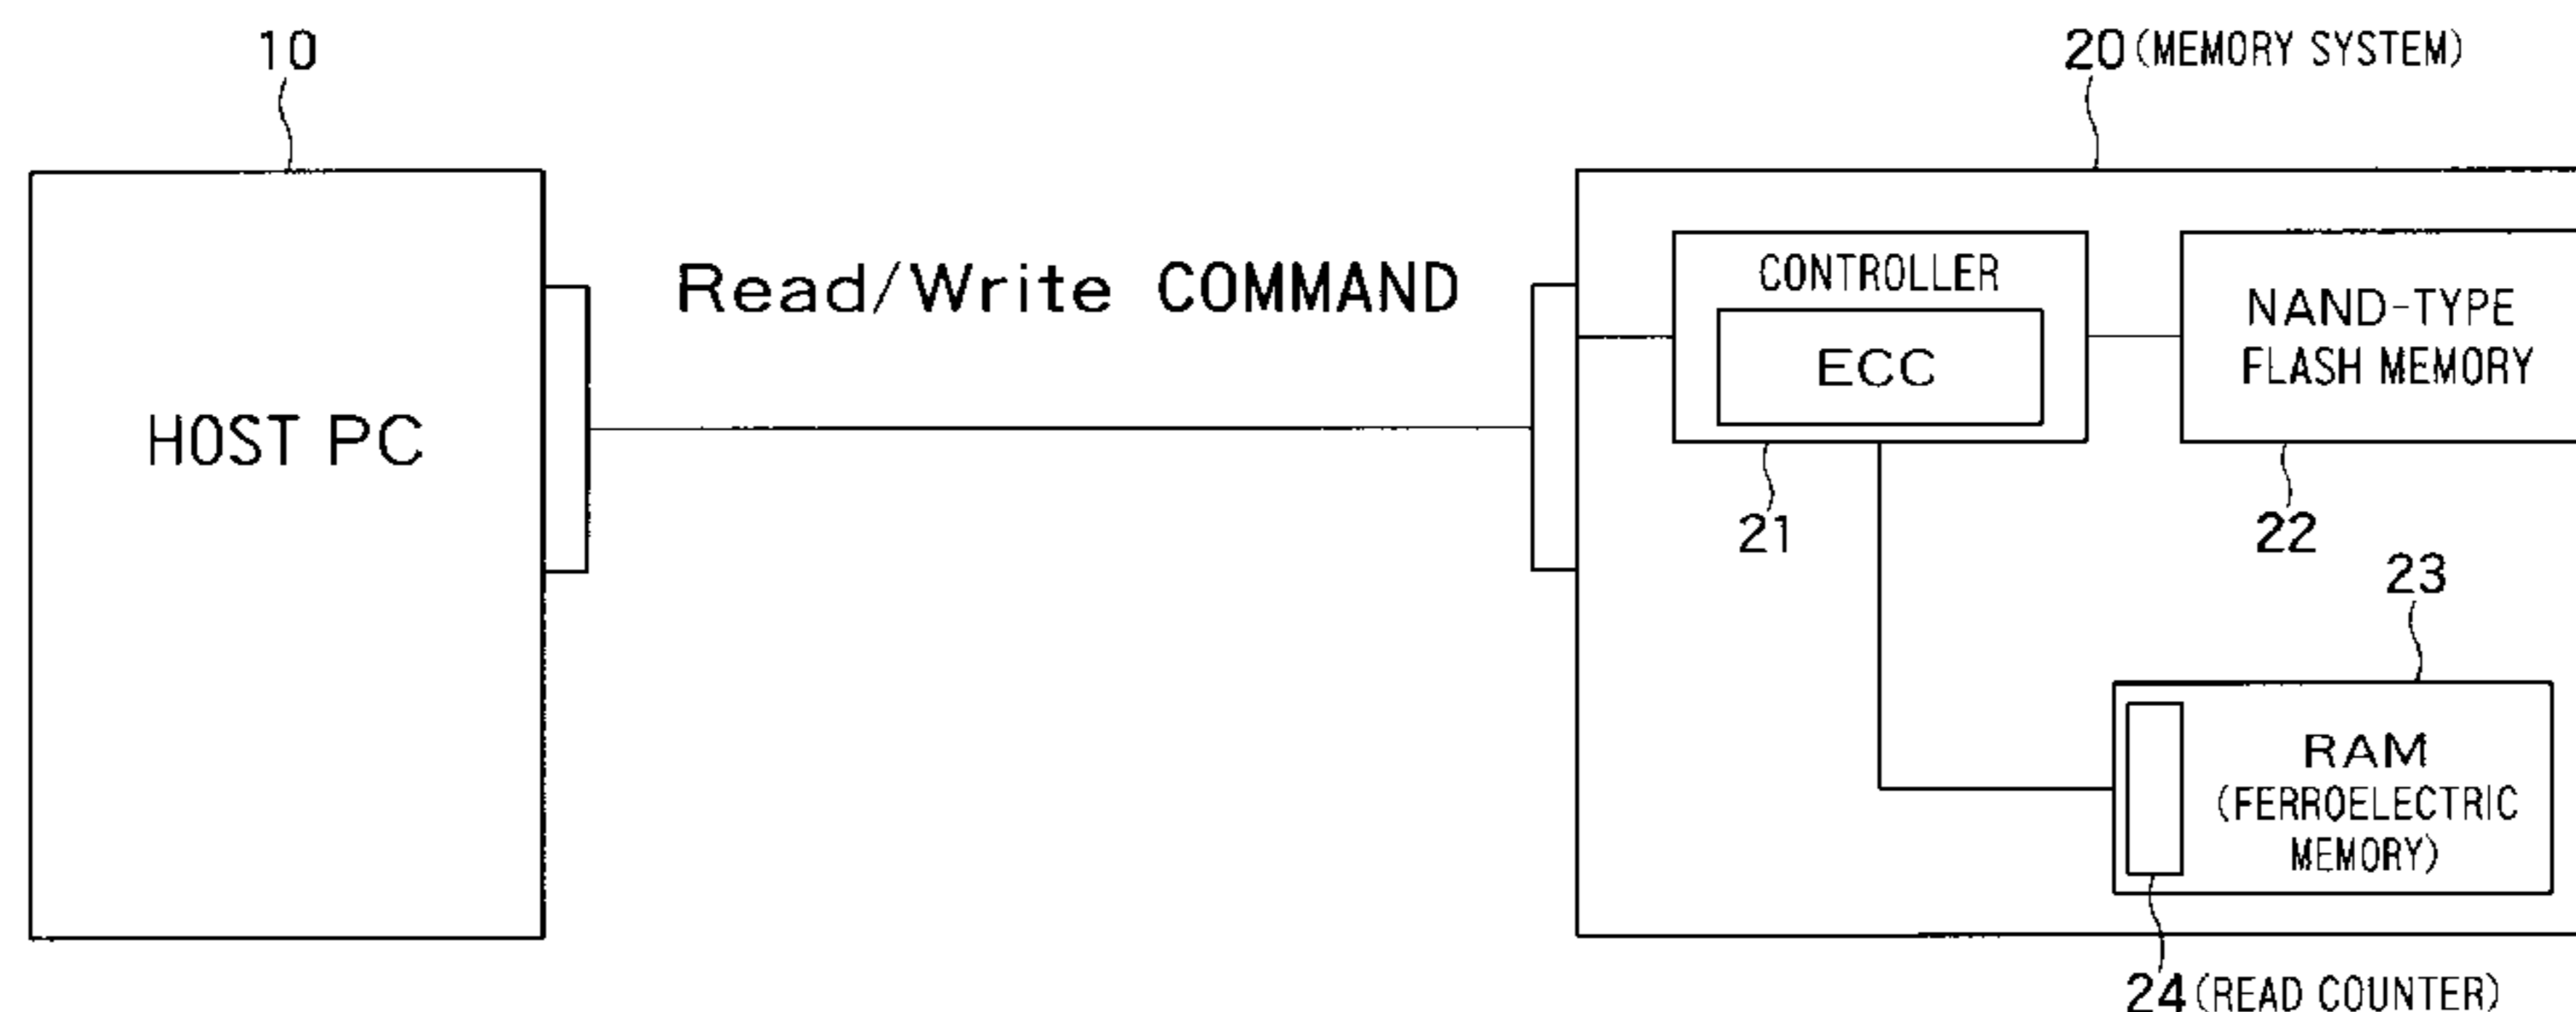 10
20 (MEMORY SYSTEM)
Read/Write COMMAND
CONTROLLER
ECC
NAND-TYPE
FLASH MEMORY
HOST PC
21
22
23
RAM
(FERROELECTRIC
MEMORY)
24 (READ COUNTER)